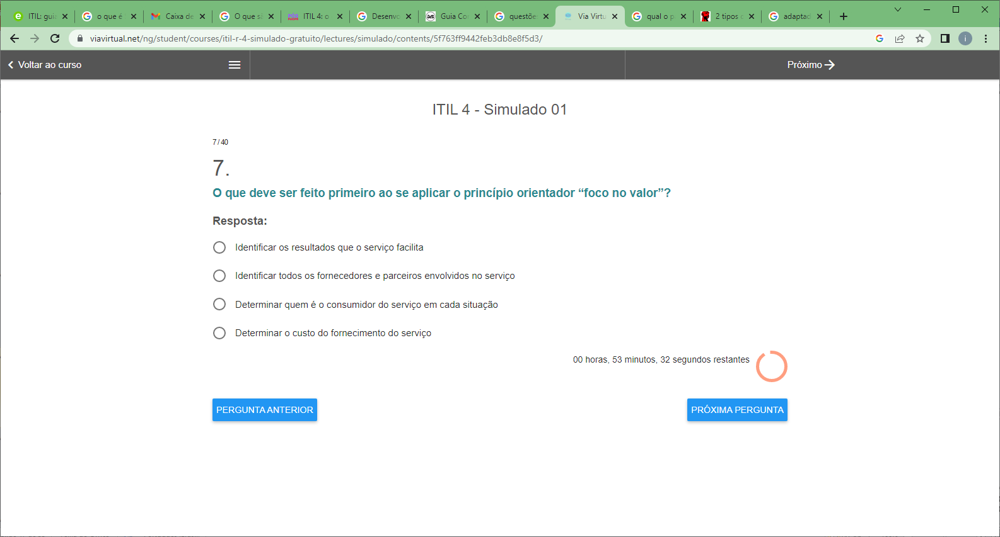 ITIL: guia
o que é
Caixa de
O que sã
ITIL 4: o
Desenvo
Guia Co
questõe
Via Virtu
qual o p
2 tipos c
adaptad
viavirtual.net/ng/student/courses/itil-r-4-simulado-gratuito/lectures/simulado/contents/5f763ff9442feb3db8e8f5d3/
i
Voltar ao curso
Próximo
ITIL 4 - Simulado 01
7 / 40
7.
O que deve ser feito primeiro ao se aplicar o princípio orientador “foco no valor”?
Resposta:
Identificar os resultados que o serviço facilita
Identificar todos os fornecedores e parceiros envolvidos no serviço
Determinar quem é o consumidor do serviço em cada situação
Determinar o custo do fornecimento do serviço
00 horas, 53 minutos, 32 segundos restantes
PERGUNTA ANTERIOR
PRÓXIMA PERGUNTA